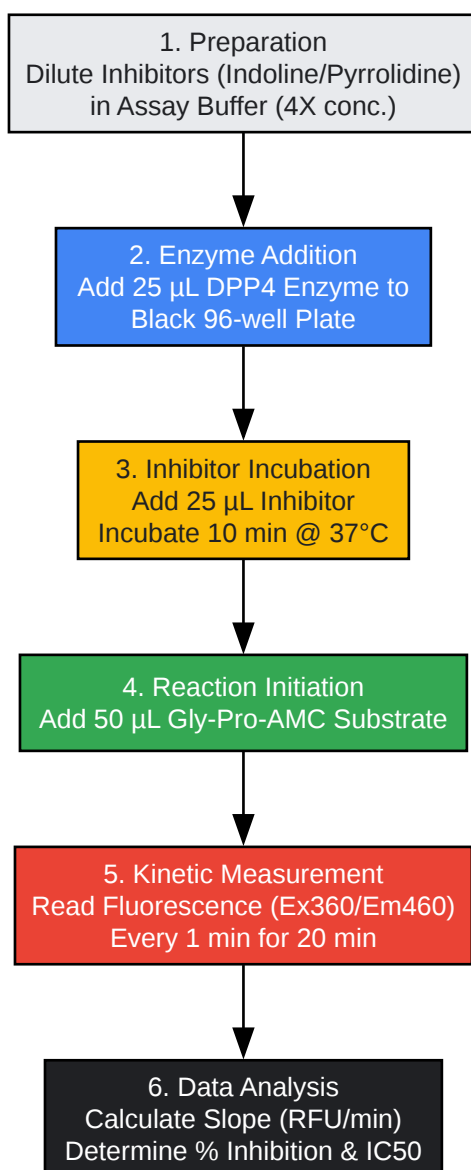 1. Preparation
Dilute Inhibitors (Indoline/Pyrrolidine)
in Assay Buffer (4X conc.)
2. Enzyme Addition
Add 25 µL DPP4 Enzyme to
Black 96-well Plate
3. Inhibitor Incubation
Add 25 µL Inhibitor
Incubate 10 min @ 37°C
4. Reaction Initiation
Add 50 µL Gly-Pro-AMC Substrate
5. Kinetic Measurement
Read Fluorescence (Ex360/Em460)
Every 1 min for 20 min
6. Data Analysis
Calculate Slope (RFU/min)
Determine % Inhibition & IC50